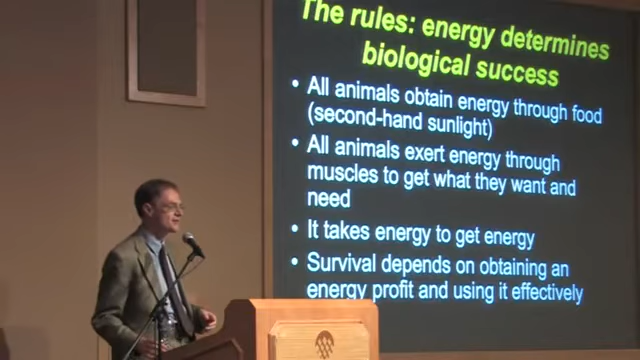 The rules: energy determines
biological success
• All animals obtain energy through food
(second-hand sunlight)
• All animals exert energy through
muscles to get what they want and
need
• It takes energy to get energy
• Survival depends on obtaining an
energy profit and using it effectively